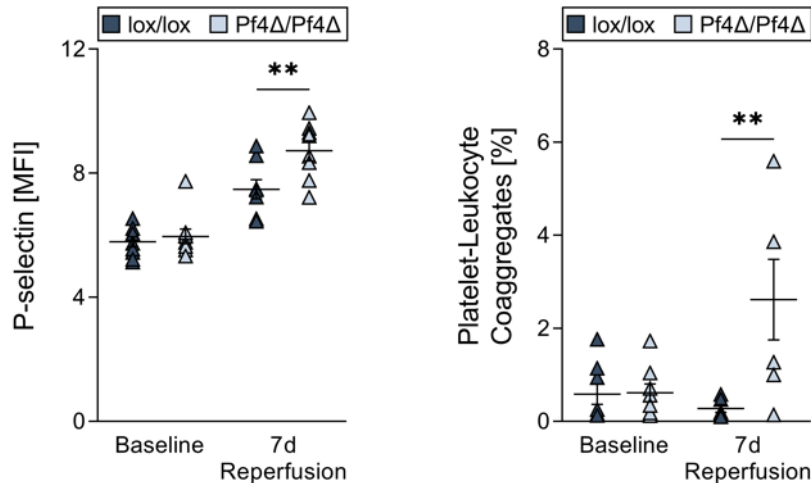 lox/lox Pf4Δ/Pf4Δ
12
8
4
0
P-selectin [MFI]
**
Baseline
7d
Reperfusion
lox/lox Pf4Δ/Pf4Δ
8
6
4
2
0
Platelet-Leukocyte
Coaggregates [%]
**
Baseline
7d
Reperfusion